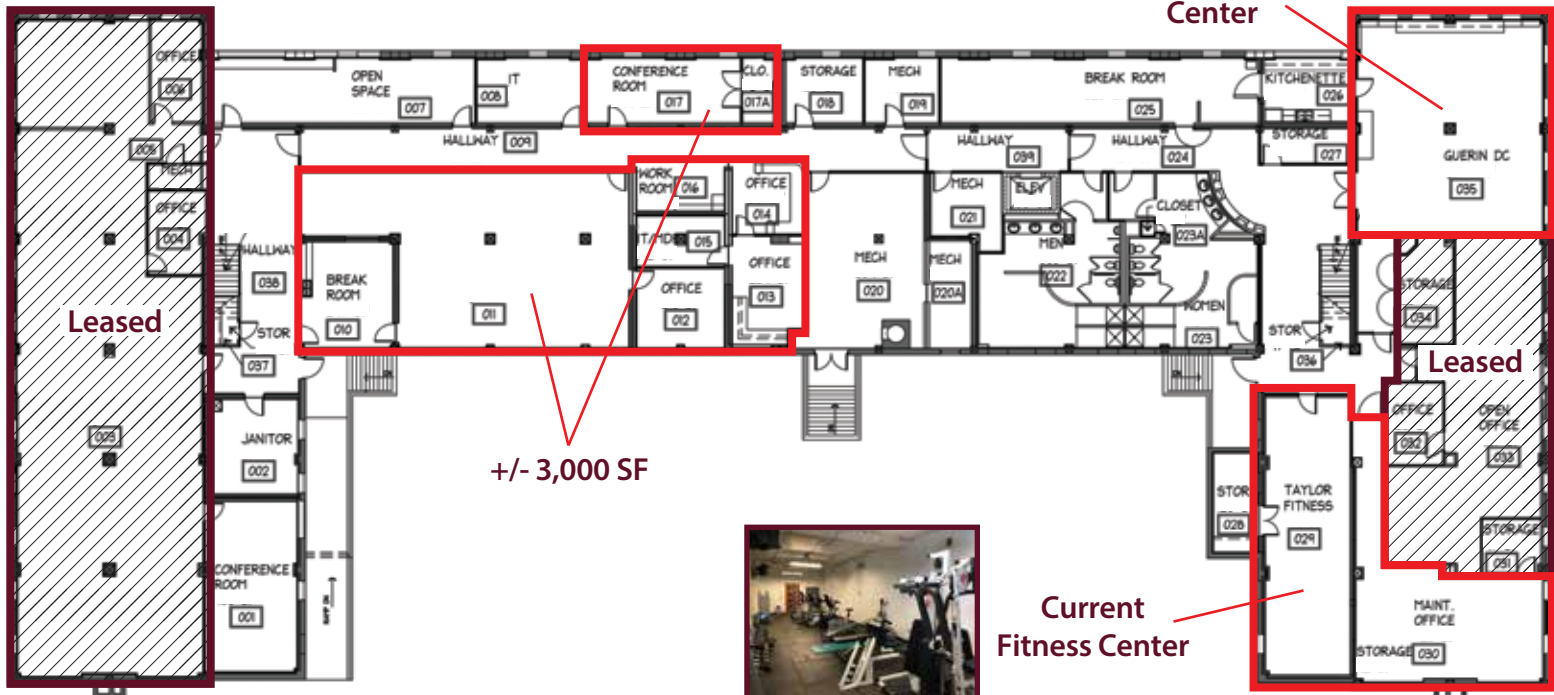 Center
OFFICE
006
OPEN
SPACE
007
IT
008
CONFERENCE
ROOM
017
CLO.
017A
STORAGE
018
MECH
019
BREAK ROOM
025
KITCHENETTE
026
HALLWAY 009
HALLWAY
039
HALLWAY
024
STORAGE
027
GUERIN DC
035
005
MECH
OFFICE
004
WORK
ROOM 016
OFFICE
014
MECH
021
ELEV
CLOSET
023A
IT/MDF
015
MEN
022
HALLWAY
038
BREAK
ROOM
010
011
OFFICE
012
OFFICE
013
MECH
020
MECH
020A
WOMEN
023
STOR
036
STORAGE
034
Leased
STOR
037
Leased
003
JANITOR
002
+/- 3,000 SF
OFFICE
032
OPEN
OFFICE
033
STOR
028
TAYLOR
FITNESS
029
STORAGE
031
CONFERENCE
ROOM
001
Current
Fitness Center
MAINT.
OFFICE
STORAGE 030